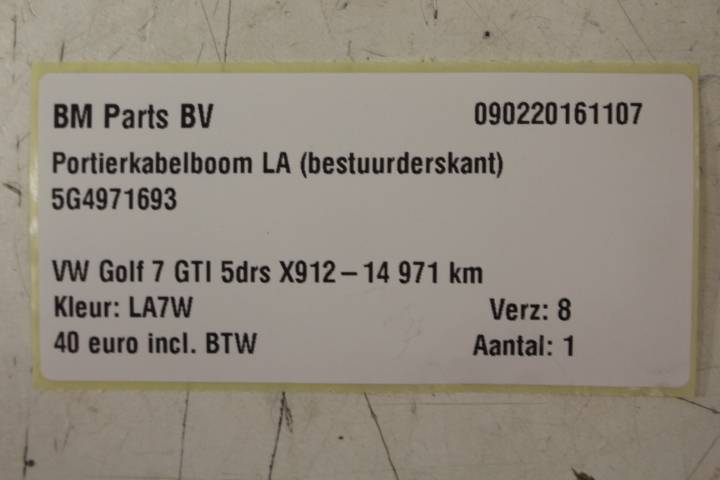 BM Parts BV 090220161107
Portierkabelboom LA (bestuurderskant)
5G4971693
VW Golf 7 GTI 5drs X912-14 971 km
Kleur: LA7W Verz: 8
40 euro incl. BTW Aantal: 1